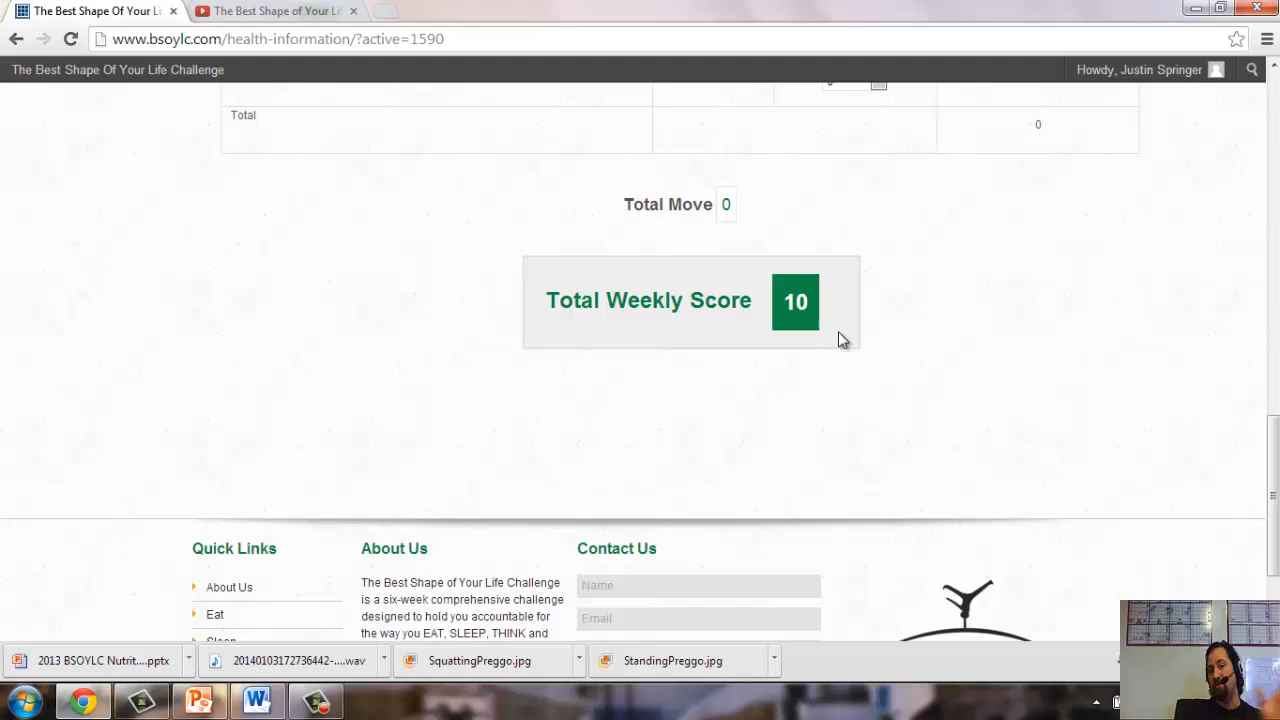 The Best Shape Of Your Li
The Best Shape of Your Li
www.bsoylc.com/health-information/?active=1590
The Best Shape Of Your Life Challenge
Howdy, Justin Springer
Total
0
Total Move 0
Total Weekly Score 10
Quick Links
About Us
Contact Us
About Us
Eat
Sleep
The Best Shape of Your Life Challenge
is a six-week comprehensive challenge
designed to hold you accountable for
the way you EAT, SLEEP, THINK and
Name
Email
2013 BSOYLC Nutrit....pptx
20140103172736442-....wav
SquattingPreggo.jpg
StandingPreggo.jpg